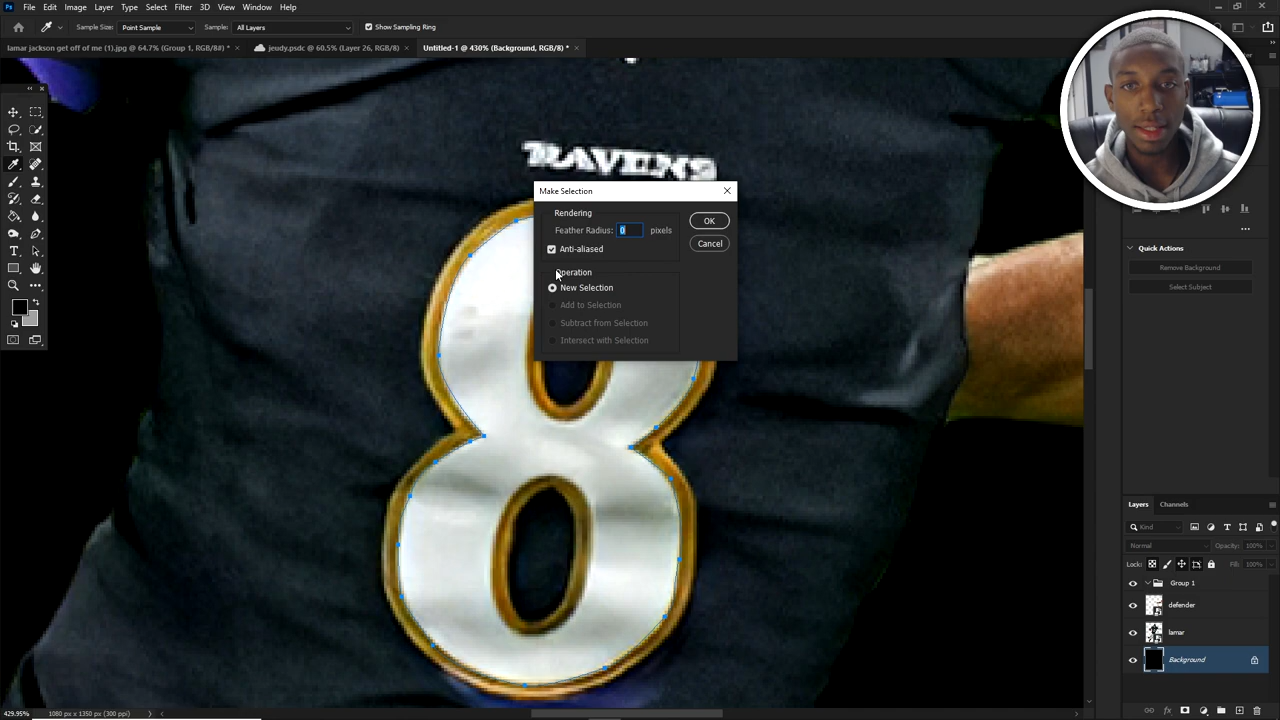 Ps File Edit Image Layer Type Select Filter 3D View Window Help
Sample Size: Point Sample Sample: All Layers Show Sampling Ring
lamar jackson get off of me (1).jpg @ 64.7% (Group 1, RGB/8#) * × jeudy.psdc @ 60.5% (Layer 26, RGB/8) × Untitled-1 @ 430% (Background, RGB/8) * ×
RAVENS
8
Make Selection
Rendering
Feather Radius: 0 pixels
Anti-aliased
OK
Cancel
Operation
New Selection
Add to Selection
Subtract from Selection
Intersect with Selection
Quick Actions
Remove Background
Select Subject
Layers Channels
Kind
Normal Opacity: 100%
Lock: Fill: 100%
Group 1
defender
lamar
Background
429.95% 1080 px x 1350 px (300 ppi)